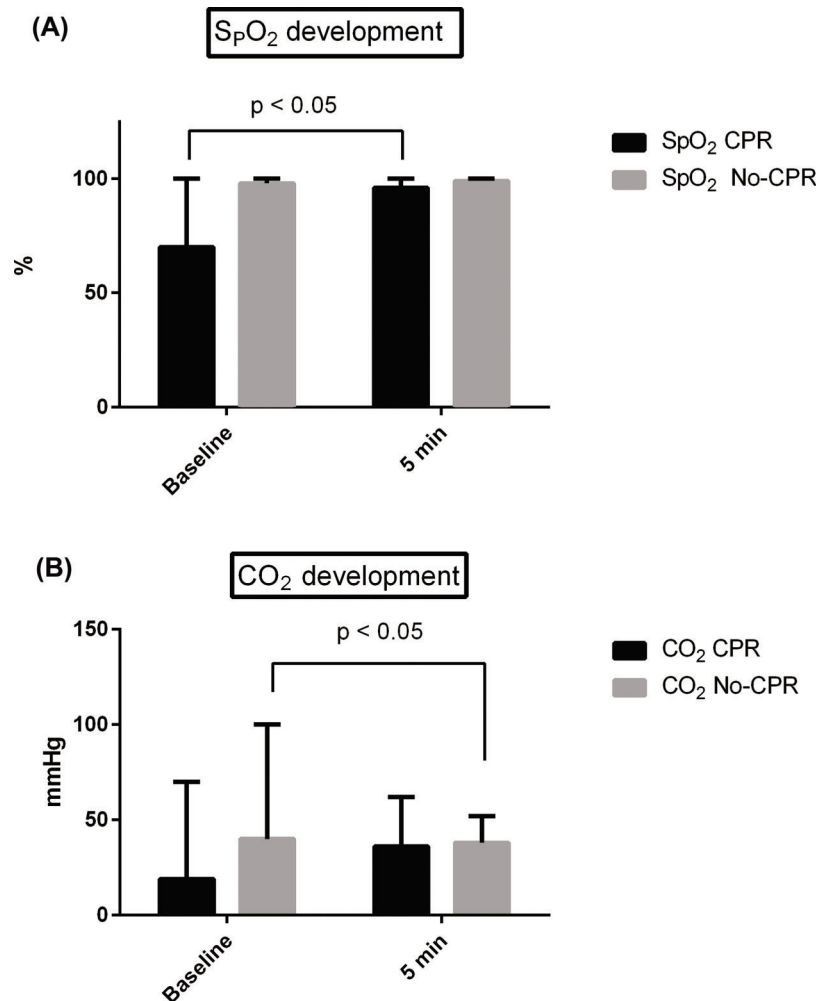 (A)
SPO2 development
p < 0.05
SpO2 CPR
SpO2 No-CPR
100
50
0
%
Baseline
5 min
(B)
CO2 development
p < 0.05
CO2 CPR
CO2 No-CPR
150
100
50
0
mmHg
Baseline
5 min